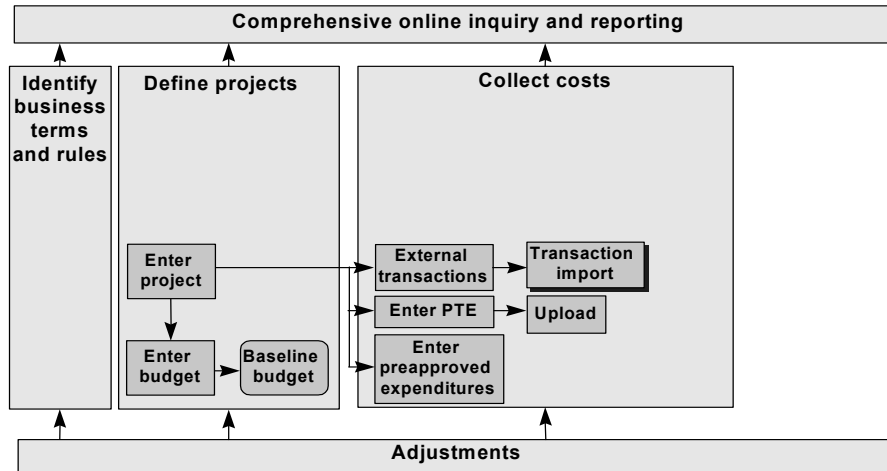 Comprehensive online inquiry and reporting
Identify
business
terms
and rules
Define projects
Collect costs
Enter
project
External
transactions
Transaction
import
Enter PTE
Upload
Enter
budget
Baseline
budget
Enter
preapproved
expenditures
Adjustments